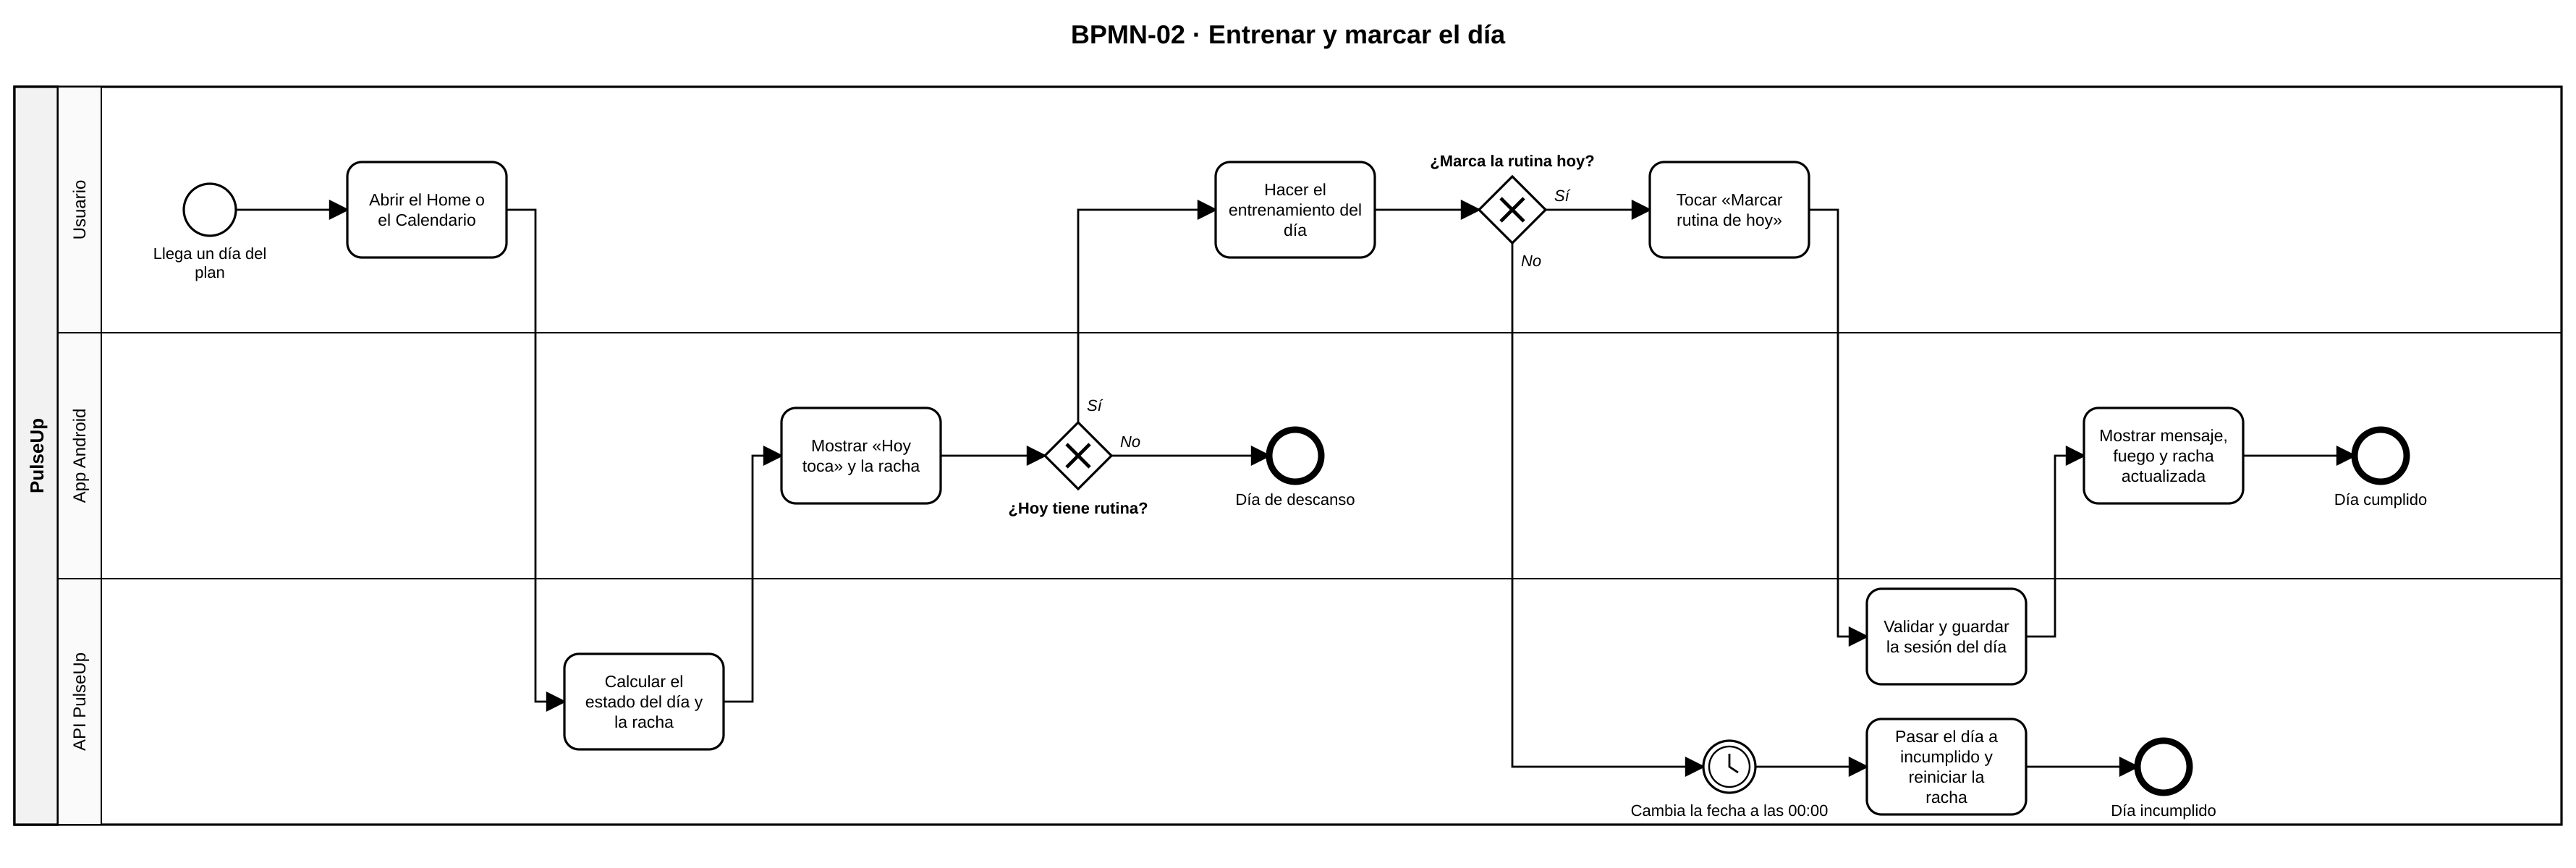 BPMN-02 · Entrenar y marcar el día
PulseUp
Usuario
Llega un día del
plan
Abrir el Home o
el Calendario
Hacer el
entrenamiento del
día
¿Marca la rutina hoy?
Sí
No
Tocar «Marcar
rutina de hoy»
App Android
Mostrar «Hoy
toca» y la racha
Sí
No
¿Hoy tiene rutina?
Día de descanso
Mostrar mensaje,
fuego y racha
actualizada
Día cumplido
API PulseUp
Calcular el
estado del día y
la racha
Validar y guardar
la sesión del día
Cambia la fecha a las 00:00
Pasar el día a
incumplido y
reiniciar la
racha
Día incumplido